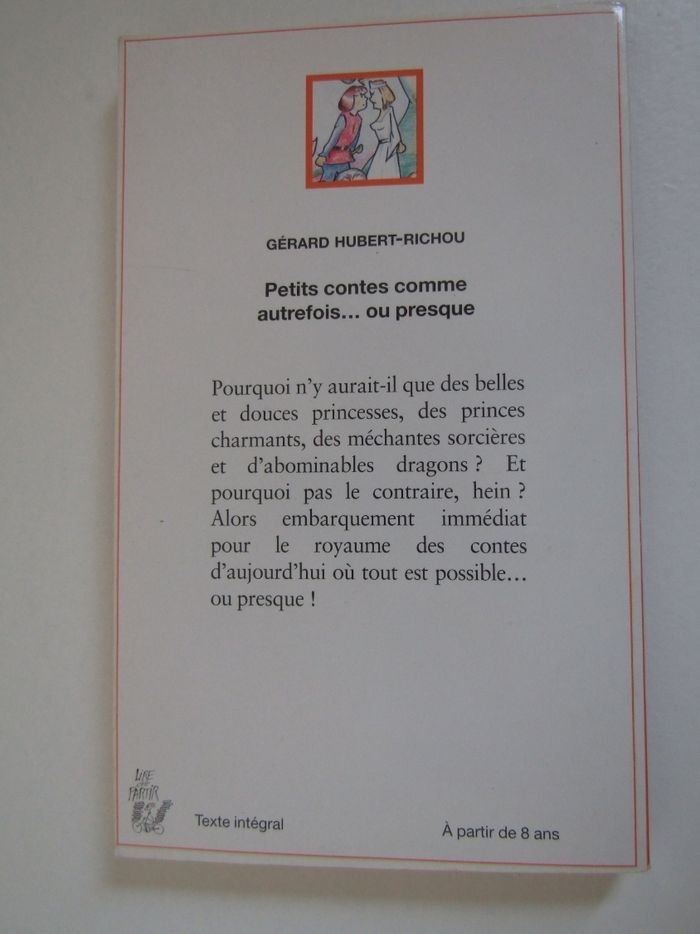 GÉRARD HUBERT-RICHOU
Petits contes comme
autrefois... ou presque
Pourquoi n'y aurait-il que des belles
et douces princesses, des princes
charmants, des méchantes sorcières
et d'abominables dragons ? Et
pourquoi pas le contraire, hein ?
Alors embarquement immédiat
pour le royaume des contes
d'aujourd'hui où tout est possible...
ou presque !
LIRE
PARTIR
Texte intégral
À partir de 8 ans